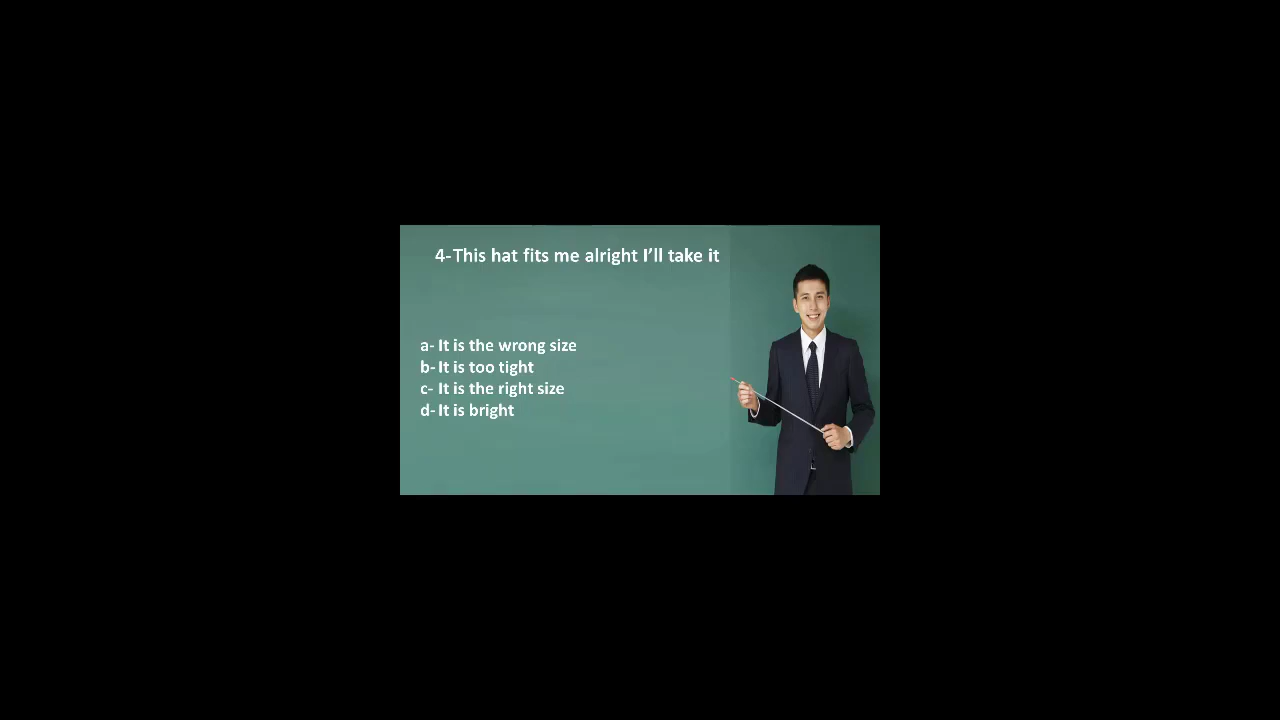 4-This hat fits me alright I’ll take it
a- It is the wrong size
b- It is too tight
c- It is the right size
d- It is bright